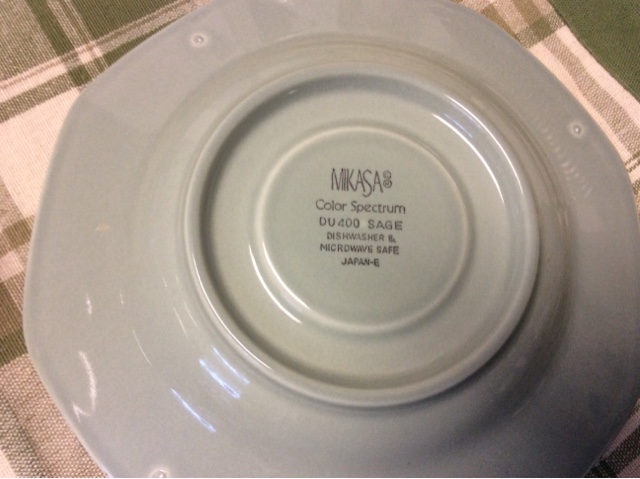 MIKASA
Color Spectrum
DU400 SAGE
DISHWASHER &
MICROWAVE SAFE
JAPAN-E